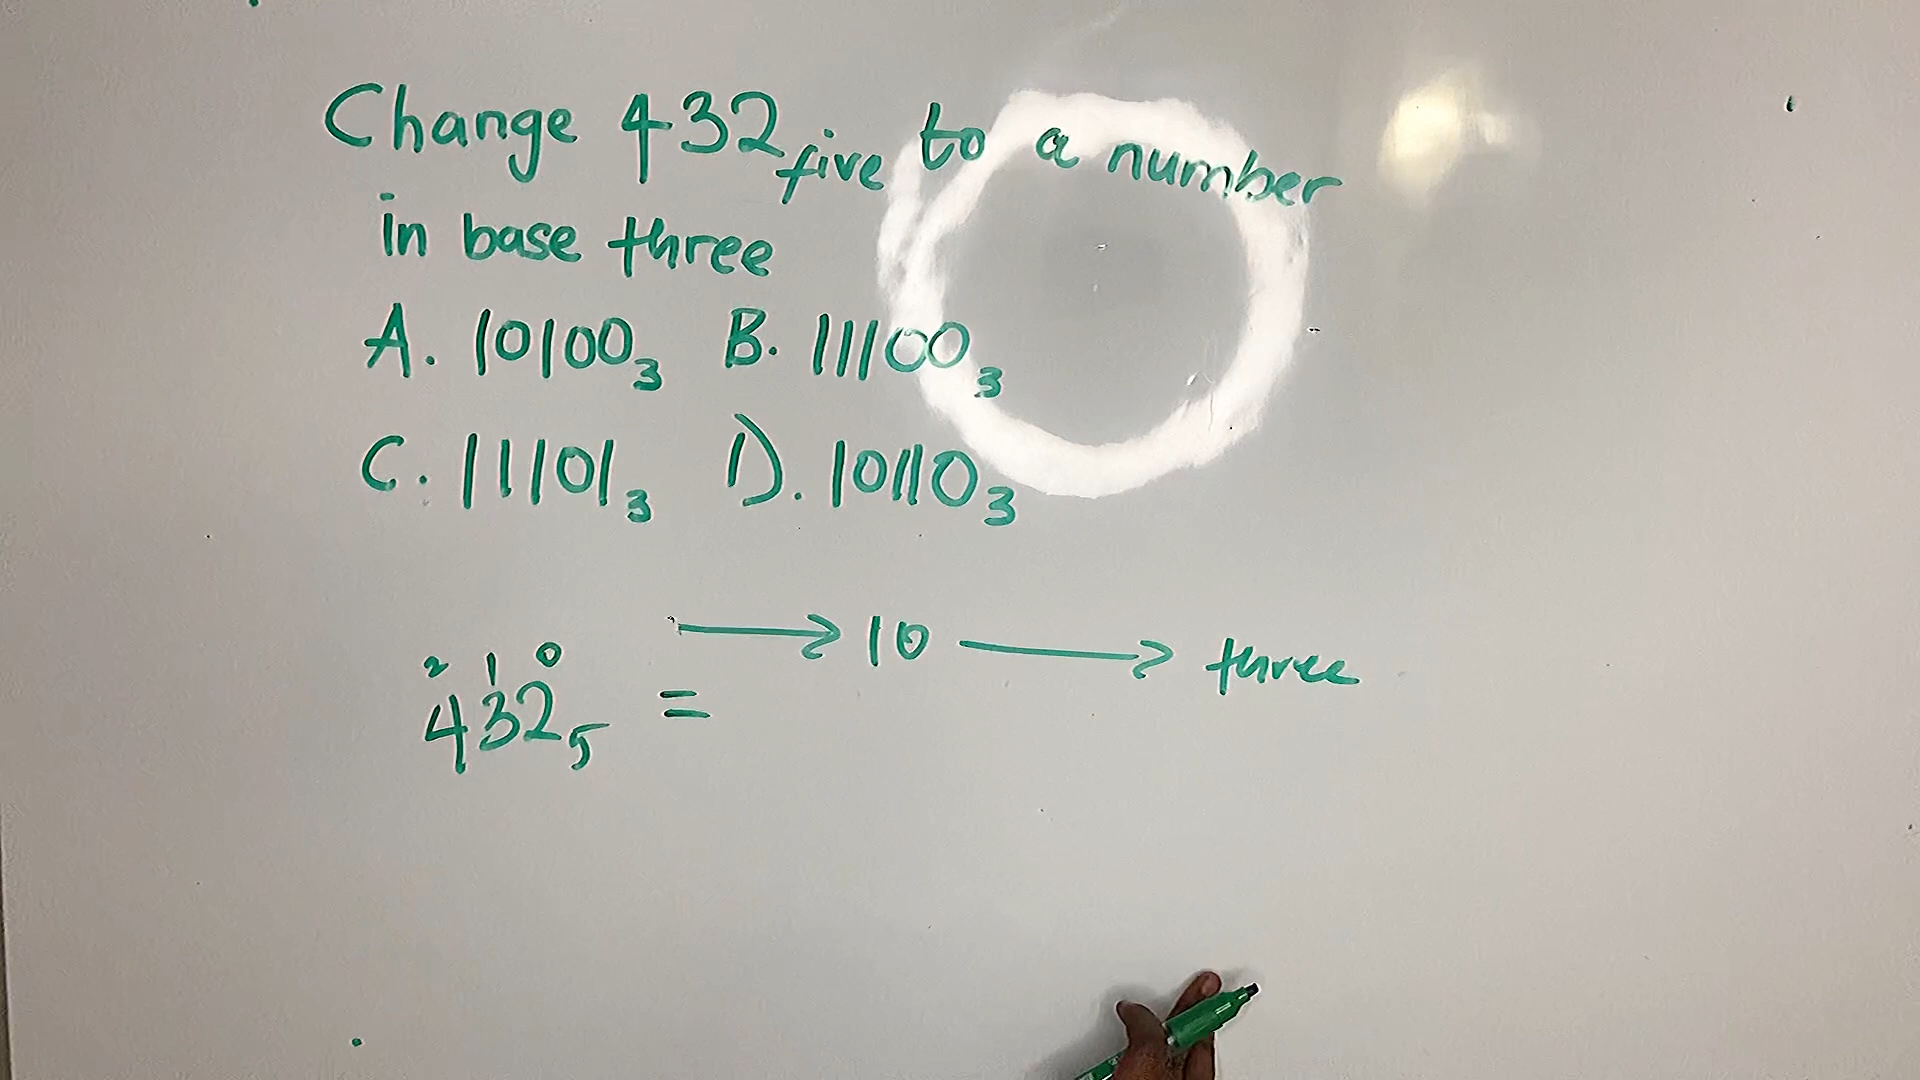 Change 432five to a number
in base three
A. 10100₃ B. 11100₃
C. 11101₃ D. 10110₃
→ 10 → three
2 1 0
432₅ =